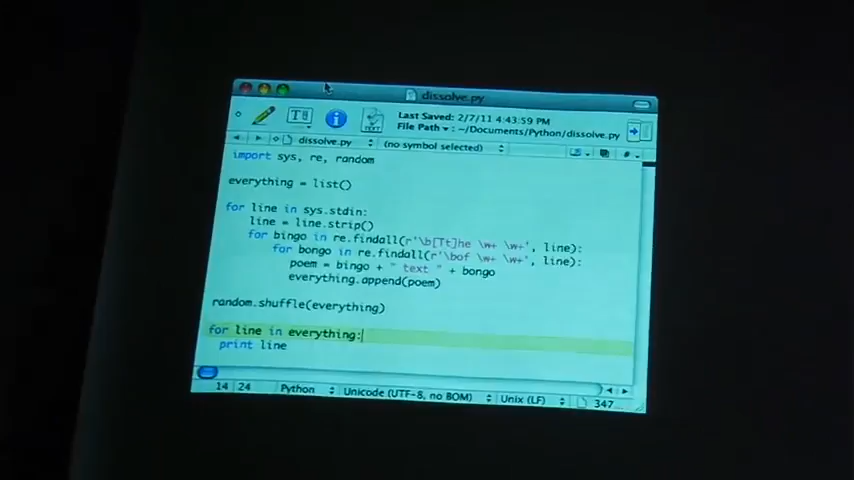 dissolve.py
Last Saved: 2/7/11 4:43:59 PM
File Path ▾ : ~/Documents/Python/dissolve.py
dissolve.py (no symbol selected)
import sys, re, random
everything = list()
for line in sys.stdin:
line = line.strip()
for bingo in re.findall(r'\b[Tt]he \w+ \w+', line):
for bongo in re.findall(r'\bof \w+ \w+', line):
poem = bingo + " text " + bongo
everything.append(poem)
random.shuffle(everything)
for line in everything:
print line
14 24 Python Unicode (UTF-8, no BOM) Unix (LF) 347